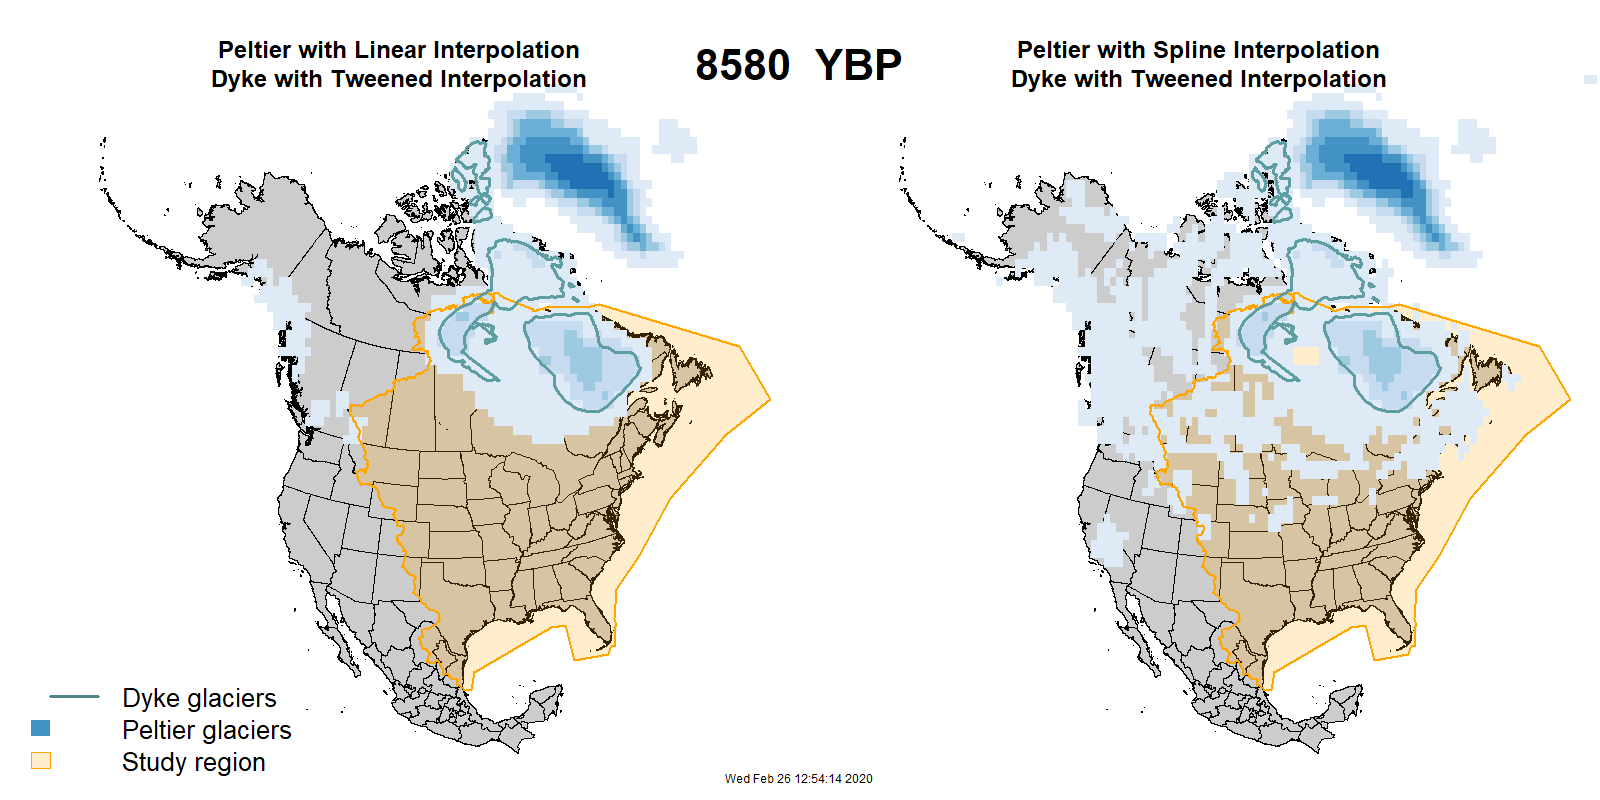 Peltier with Linear Interpolation
Dyke with Tweened Interpolation
8580 YBP
Peltier with Spline Interpolation
Dyke with Tweened Interpolation
Dyke glaciers
Peltier glaciers
Study region
Wed Feb 26 12:54:14 2020